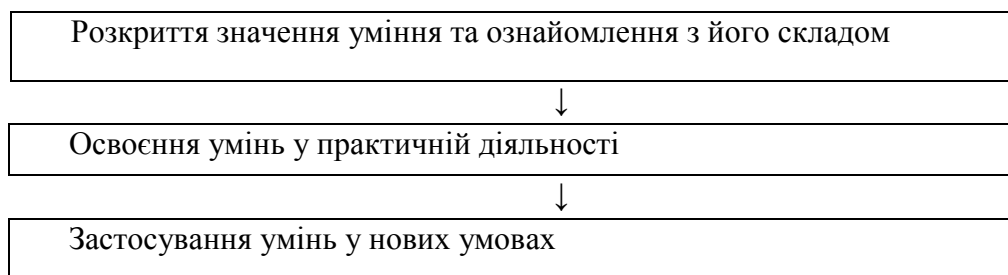 Розкриття значення уміння та ознайомлення з його складом
↓
Освоєння умінь у практичній діяльності
↓
Застосування умінь у нових умовах